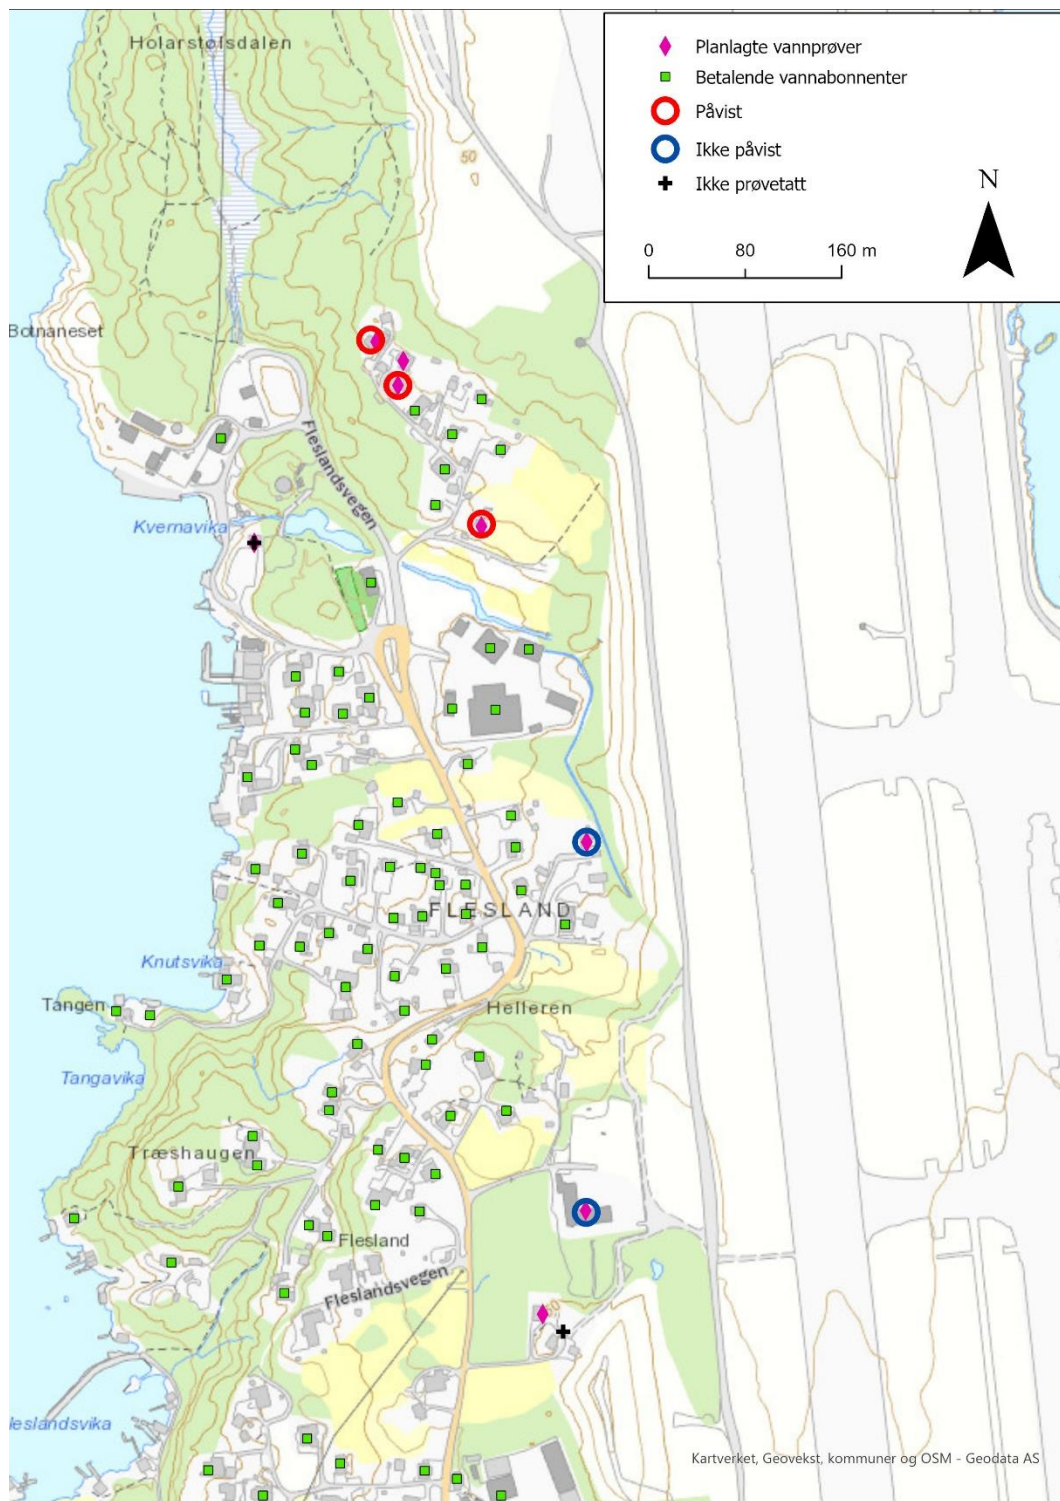 Holarstølsdalen
Planlagte vannprøver
Betalende vannabonnenter
Påvist
Ikke påvist
Ikke prøvetatt
N
0 80 160 m
50
Botnaneset
Fleslandsvegen
Kvernavika
FLESLAND
Knutsvika
Tangen
Helleren
Tangavika
Træshaugen
Flesland
Fleslandsvegen
50
leslandsvika
Kartverket, Geovekst, kommuner og OSM - Geodata AS